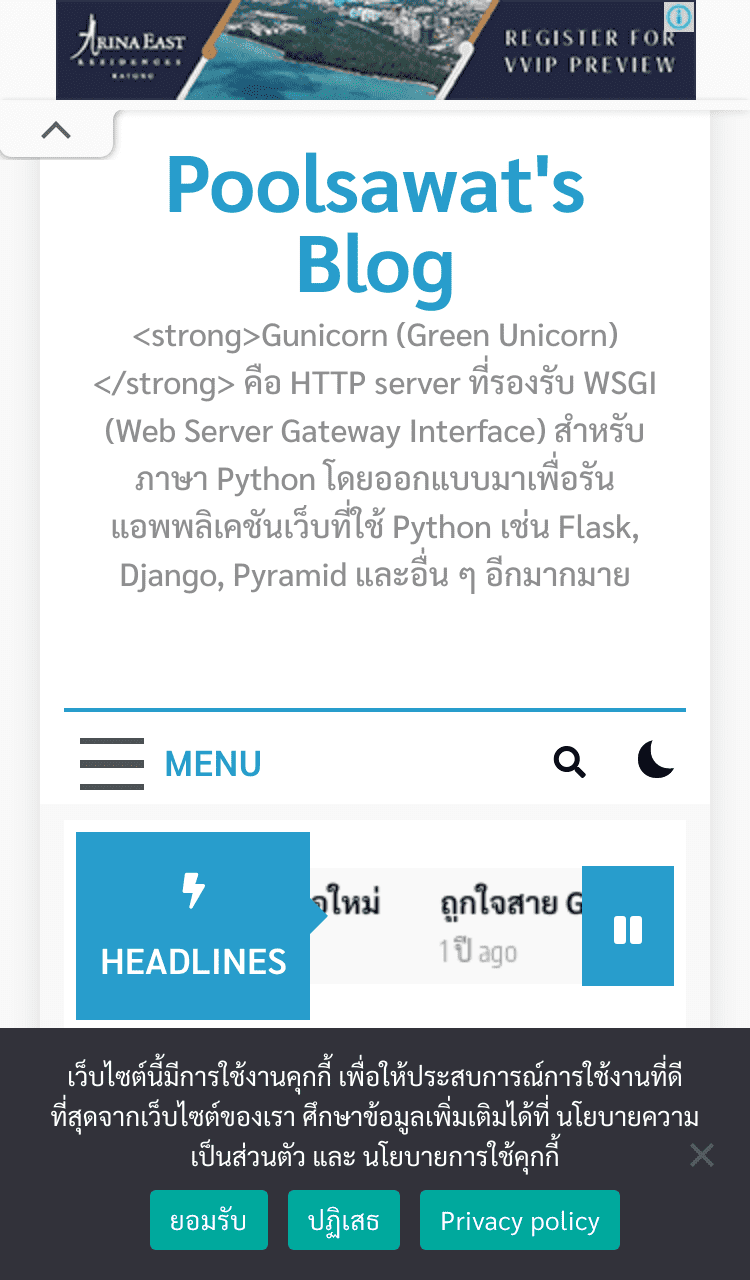 ARINA EAST
RESIDENCES
KATONG
REGISTER FOR
VVIP PREVIEW
Poolsawat's
Blog
<strong>Gunicorn (Green Unicorn)
</strong> คือ HTTP server ที่รองรับ WSGI
(Web Server Gateway Interface) สำหรับ
ภาษา Python โดยออกแบบมาเพื่อรัน
แอพพลิเคชันเว็บที่ใช้ Python เช่น Flask,
Django, Pyramid และอื่น ๆ อีกมากมาย
MENU
HEADLINES
ใหม่
ถูกใจสาย G
1 ปี ago
เว็บไซต์นี้มีการใช้งานคุกกี้ เพื่อให้ประสบการณ์การใช้งานที่ดี
ที่สุดจากเว็บไซต์ของเรา ศึกษาข้อมูลเพิ่มเติมได้ที่ นโยบายความ
เป็นส่วนตัว และ นโยบายการใช้คุกกี้
ยอมรับ
ปฏิเสธ
Privacy policy